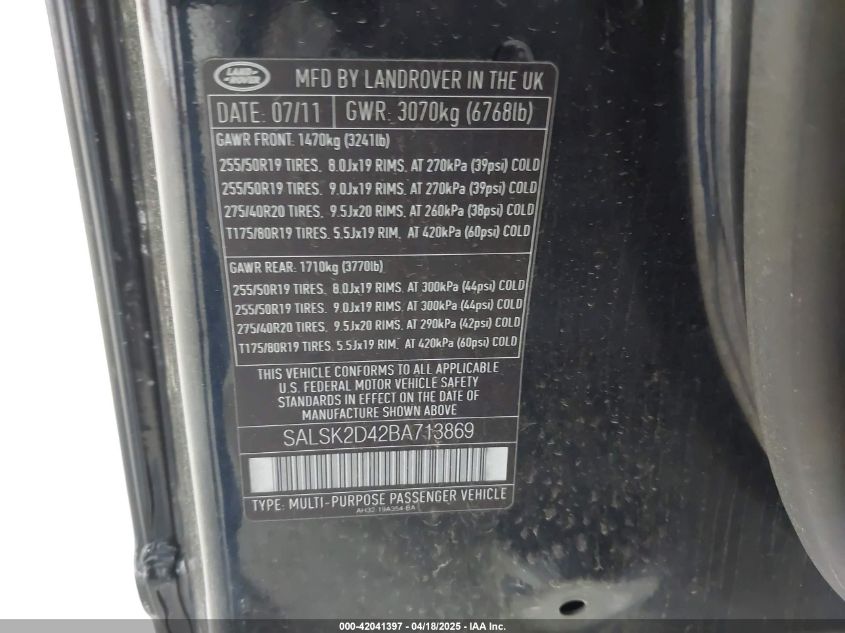 LAND ROVER
MFD BY LANDROVER IN THE UK
DATE: 07/11 GWR: 3070kg (6768lb)
GAWR FRONT: 1470kg (3241lb)
255/50R19 TIRES, 8.0Jx19 RIMS, AT 270kPa (39psi) COLD
255/50R19 TIRES, 9.0Jx19 RIMS, AT 270kPa (39psi) COLD
275/40R20 TIRES, 9.5Jx20 RIMS, AT 260kPa (38psi) COLD
T175/80R19 TIRES, 5.5Jx19 RIM, AT 420kPa (60psi) COLD
GAWR REAR: 1710kg (3770lb)
255/50R19 TIRES, 8.0Jx19 RIMS, AT 300kPa (44psi) COLD
255/50R19 TIRES, 9.0Jx19 RIMS, AT 300kPa (44psi) COLD
275/40R20 TIRES, 9.5Jx20 RIMS, AT 290kPa (42psi) COLD
T175/80R19 TIRES, 5.5Jx19 RIM, AT 420kPa (60psi) COLD
THIS VEHICLE CONFORMS TO ALL APPLICABLE
U.S. FEDERAL MOTOR VEHICLE SAFETY
STANDARDS IN EFFECT ON THE DATE OF
MANUFACTURE SHOWN ABOVE
SALSK2D42BA713869
TYPE: MULTI-PURPOSE PASSENGER VEHICLE
AH32-19A354-BA
000-42041397 - 04/18/2025 - IAA Inc.